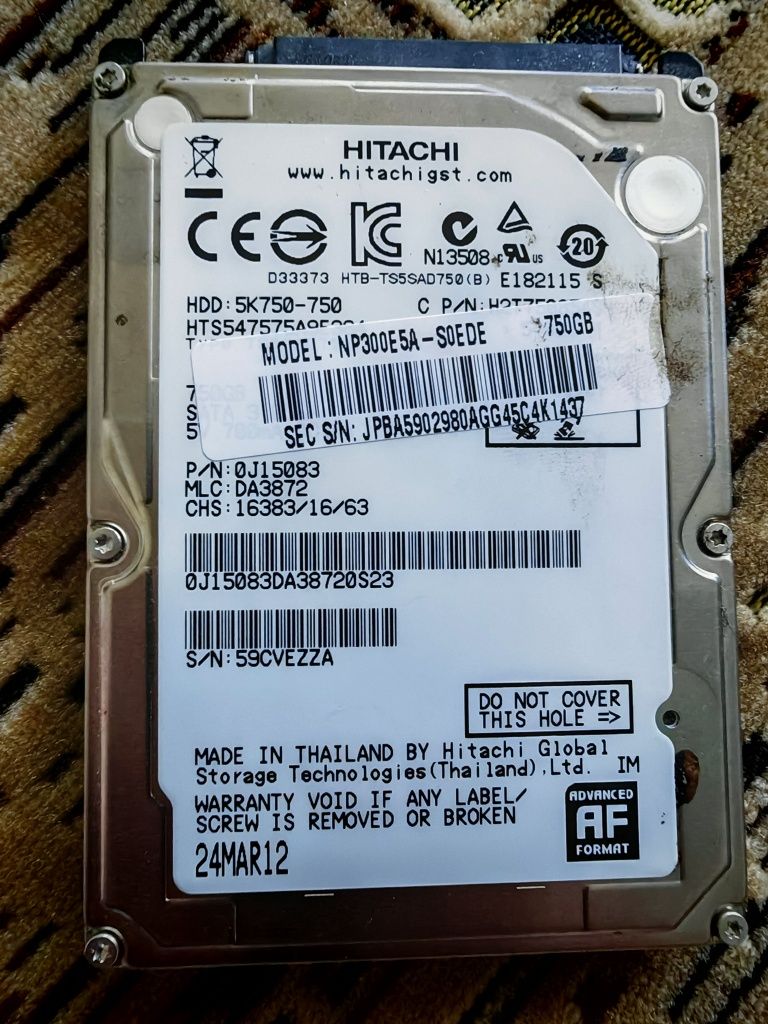 HITACHI
www.hitachigst.com
CE
N13508 c RU US
20
D33373 HTB-TS5SAD750(B) E182115 S
HDD:5K750-750 C P/N:
MODEL: NP300E5A-S0EDE 750GB
SEC S/N: JPBA5902980AGG45C4K1437
P/N:0J15083
MLC:DA3872
CHS:16383/16/63
0J15083DA38720S23
S/N:59CVEZZA
DO NOT COVER
THIS HOLE =>
MADE IN THAILAND BY Hitachi Global
Storage Technologies(Thailand),Ltd. IM
WARRANTY VOID IF ANY LABEL/
SCREW IS REMOVED OR BROKEN
24MAR12
ADVANCED
AF
FORMAT